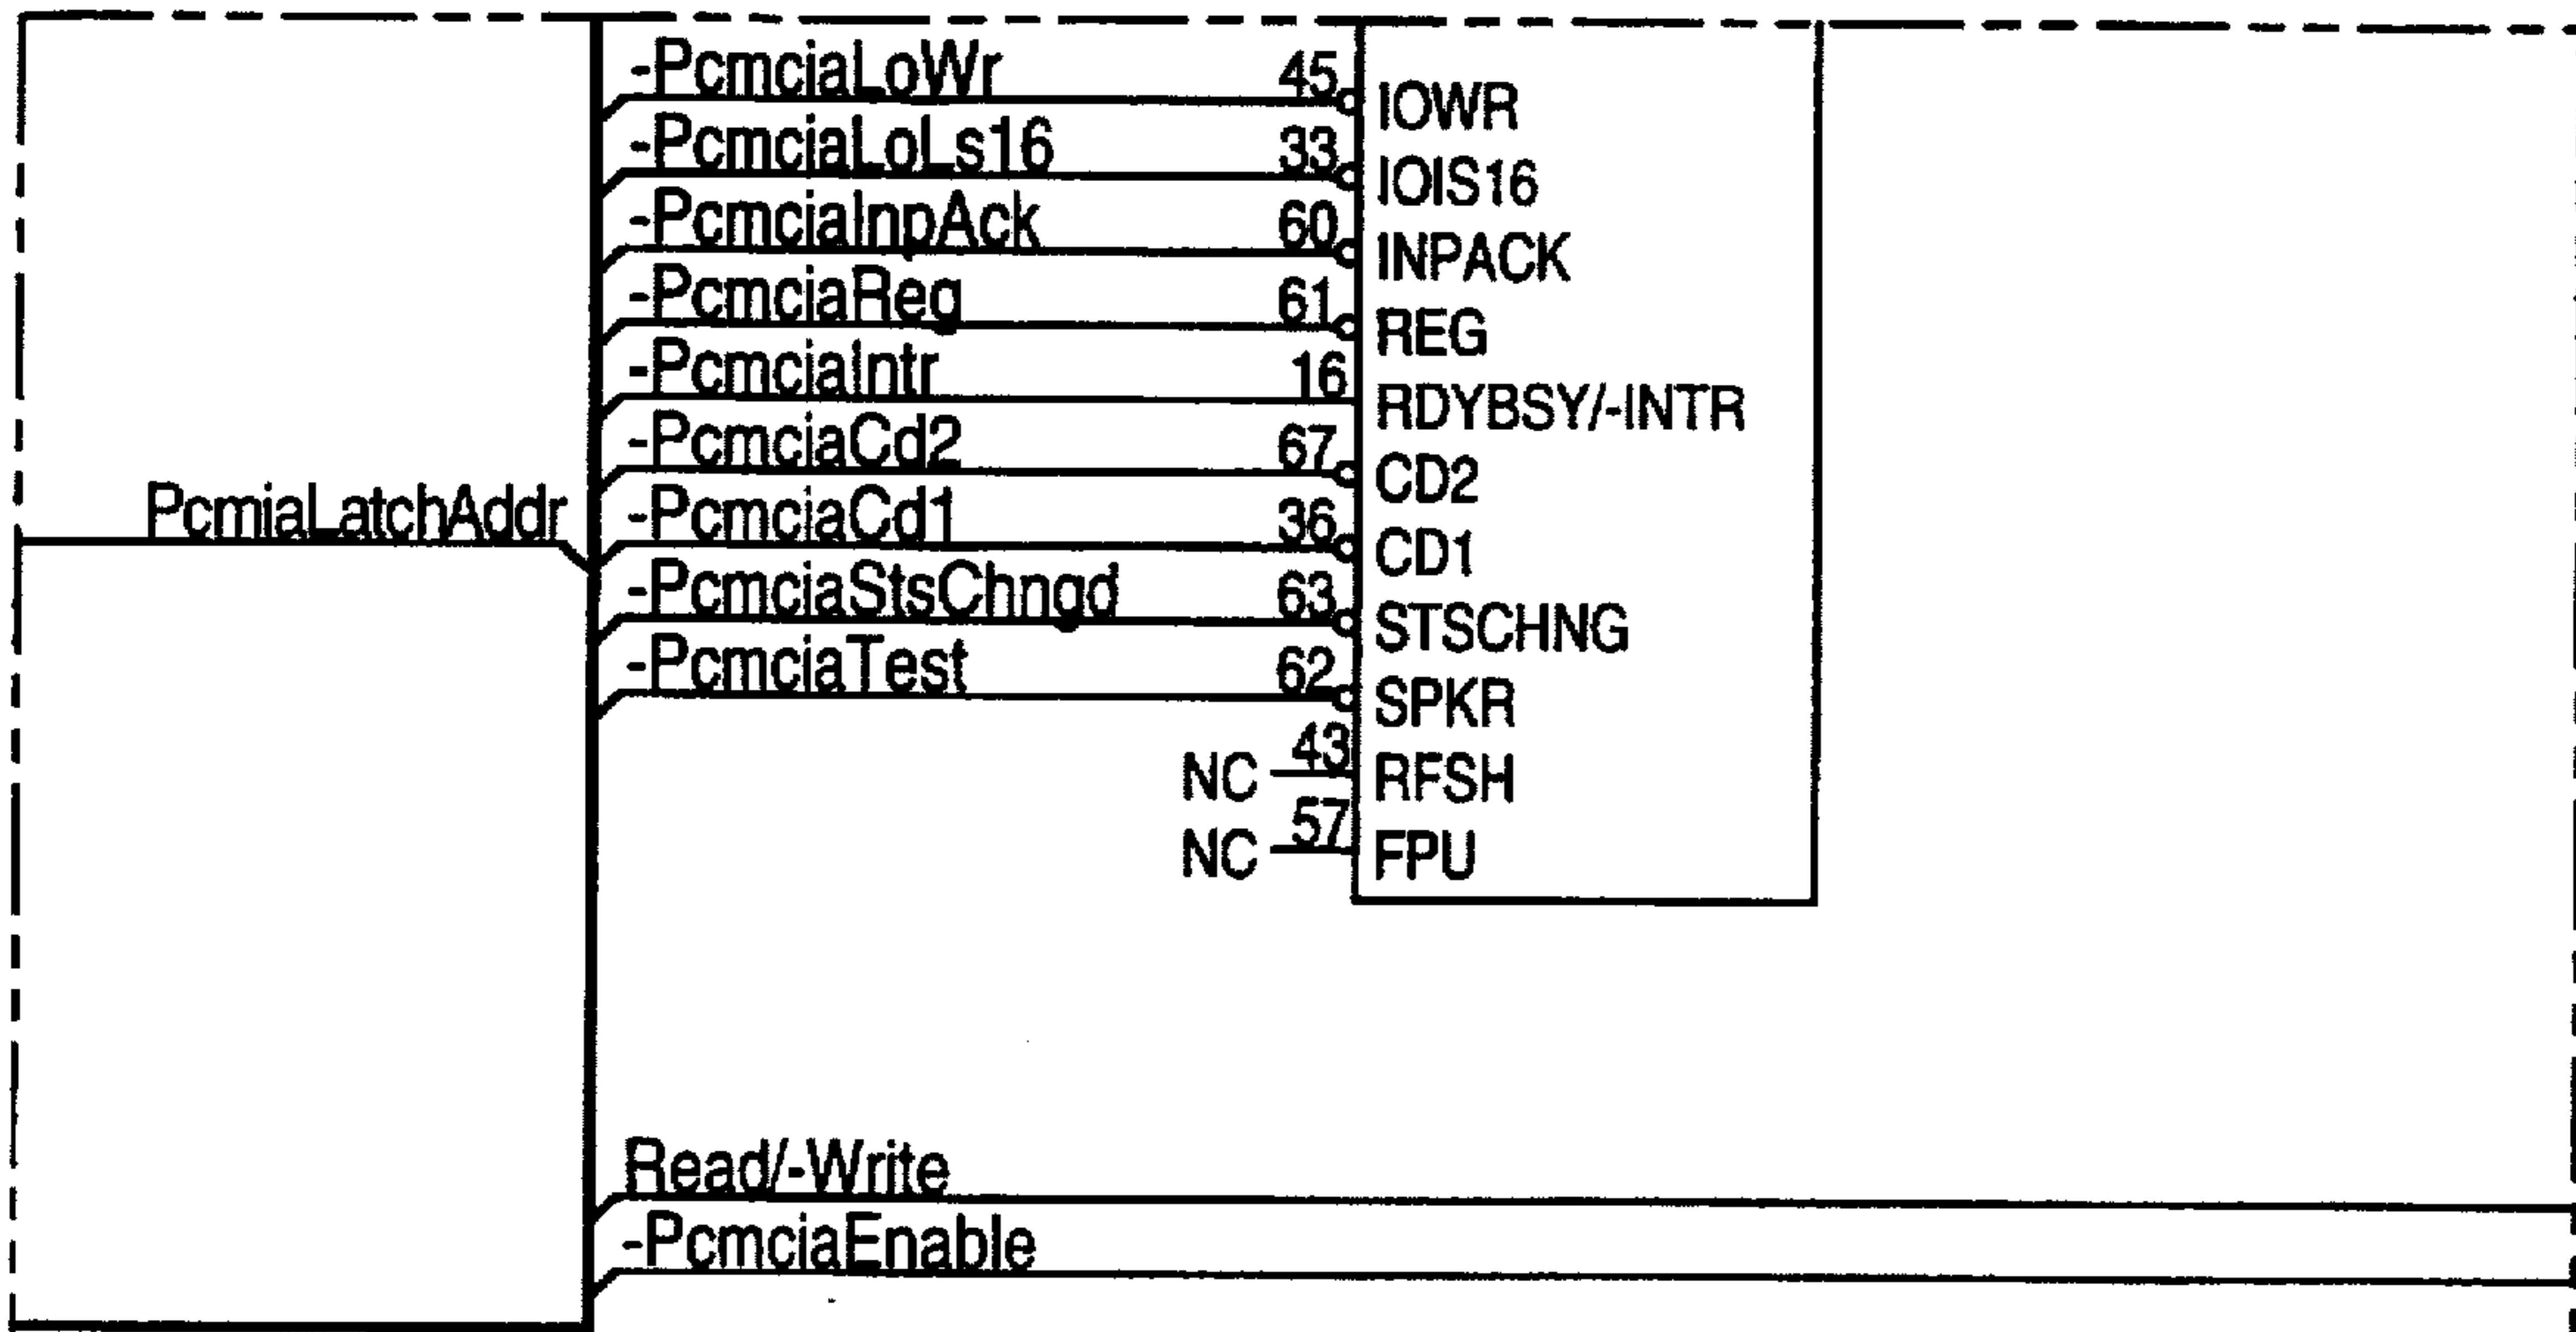 -PcmciaLoWr 45 IOWR
-PcmciaLoLs16 33 IOIS16
-PcmciaInpAck 60 INPACK
-PcmciaReg 61 REG
-PcmciaIntr 16 RDYBSY/-INTR
-PcmciaCd2 67 CD2
PcmiaLatchAddr -PcmciaCd1 36 CD1
-PcmciaStsChngd 63 STSCHNG
-PcmciaTest 62 SPKR
NC 43 RFSH
NC 57 FPU
Read/-Write
-PcmciaEnable